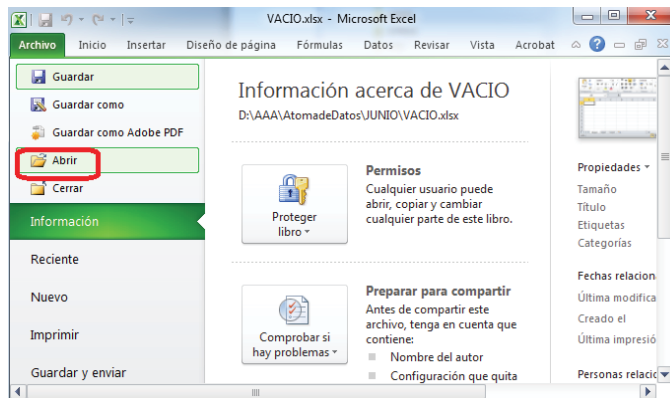 VACIO.xlsx - Microsoft Excel
Archivo Inicio Insertar Diseño de página Fórmulas Datos Revisar Vista Acrobat
Guardar
Guardar como
Guardar como Adobe PDF
Abrir
Cerrar
Información
Reciente
Nuevo
Imprimir
Guardar y enviar
Información acerca de VACIO
D:\AAA\AtomadeDatos\JUNIO\VACIO.xlsx
Proteger
libro
Permisos
Cualquier usuario puede
abrir, copiar y cambiar
cualquier parte de este libro.
Comprobar si
hay problemas
Preparar para compartir
Antes de compartir este
archivo, tenga en cuenta que
contiene:
Nombre del autor
Configuración que quita
Propiedades
Tamaño
Título
Etiquetas
Categorías
Fechas relacion
Última modifica
Creado el
Última impresió
Personas relacic